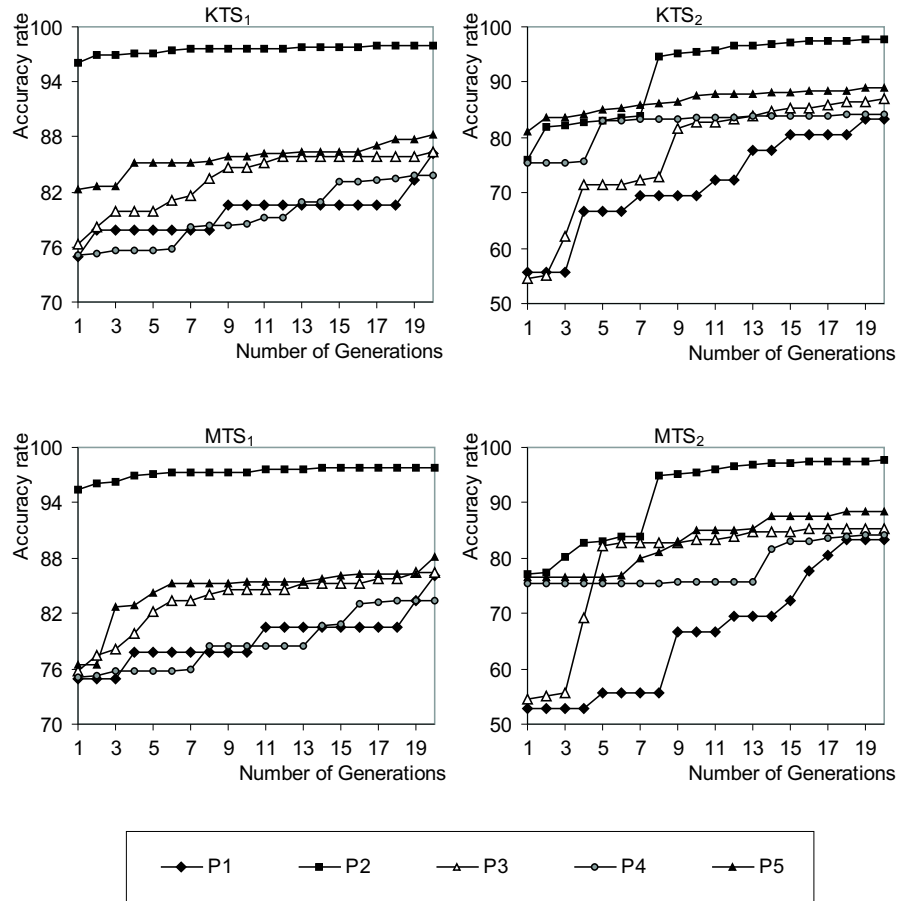 KTS₁
Accuracy rate
100
94
88
82
76
70
1 3 5 7 9 11 13 15 17 19
Number of Generations
KTS₂
Accuracy rate
100
90
80
70
60
50
1 3 5 7 9 11 13 15 17 19
Number of Generations
MTS₁
Accuracy rate
100
94
88
82
76
70
1 3 5 7 9 11 13 15 17 19
Number of Generations
MTS₂
Accuracy rate
100
90
80
70
60
50
1 3 5 7 9 11 13 15 17 19
Number of Generations
P1 P2 P3 P4 P5